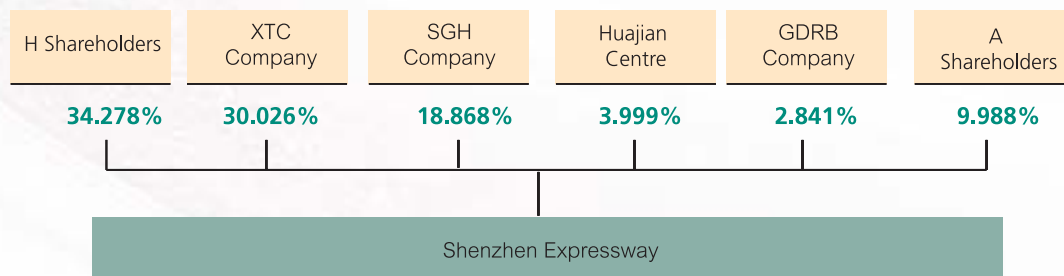 H Shareholders
XTC
Company
SGH
Company
Huajian
Centre
GDRB
Company
A
Shareholders
34.278%
30.026%
18.868%
3.999%
2.841%
9.988%
Shenzhen Expressway